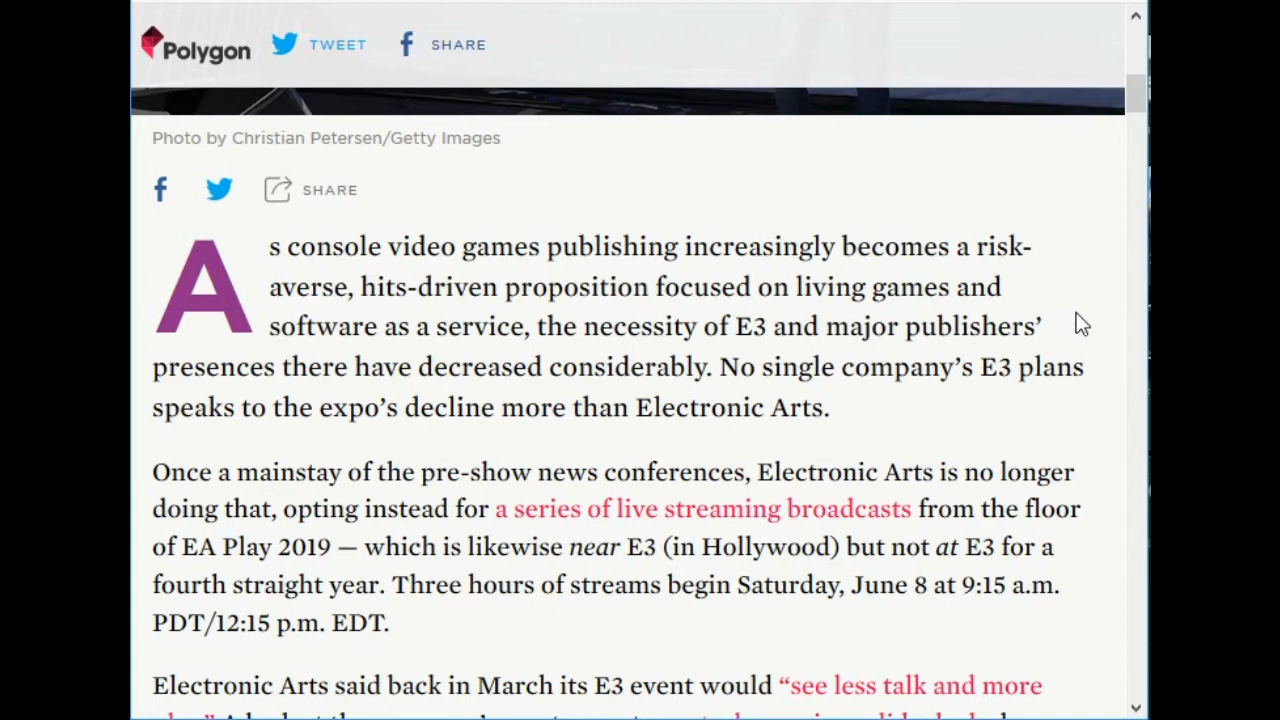 Polygon TWEET SHARE
Photo by Christian Petersen/Getty Images
SHARE
As console video games publishing increasingly becomes a risk-
averse, hits-driven proposition focused on living games and
software as a service, the necessity of E3 and major publishers’
presences there have decreased considerably. No single company’s E3 plans
speaks to the expo’s decline more than Electronic Arts.
Once a mainstay of the pre-show news conferences, Electronic Arts is no longer
doing that, opting instead for a series of live streaming broadcasts from the floor
of EA Play 2019 — which is likewise near E3 (in Hollywood) but not at E3 for a
fourth straight year. Three hours of streams begin Saturday, June 8 at 9:15 a.m.
PDT/12:15 p.m. EDT.
Electronic Arts said back in March its E3 event would “see less talk and more